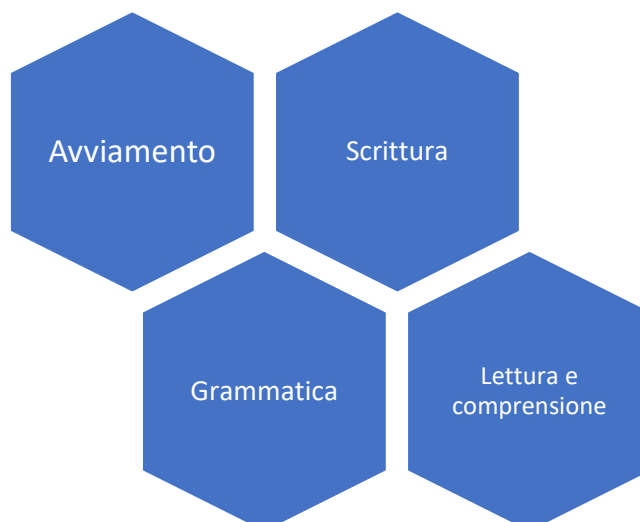 Avviamento
Scrittura
Grammatica
Lettura e
comprensione